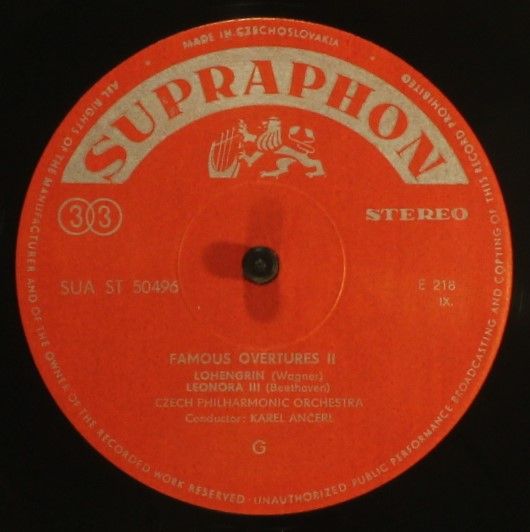 MADE IN CZECHOSLOVAKIA
ALL RIGHTS OF THE MANUFACTURER AND OF THE OWNER OF THE RECORDED WORK RESERVED · UNAUTHORIZED PUBLIC PERFORMANCE BROADCASTING AND COPYING OF THIS RECORD PROHIBITED
SUPRAPHON
33
STEREO
SUA ST 50496
E 218
IX.
FAMOUS OVERTURES II
LOHENGRIN (Wagner)
LEONORA III (Beethoven)
CZECH PHILHARMONIC ORCHESTRA
Conductor: KAREL ANČERL
G